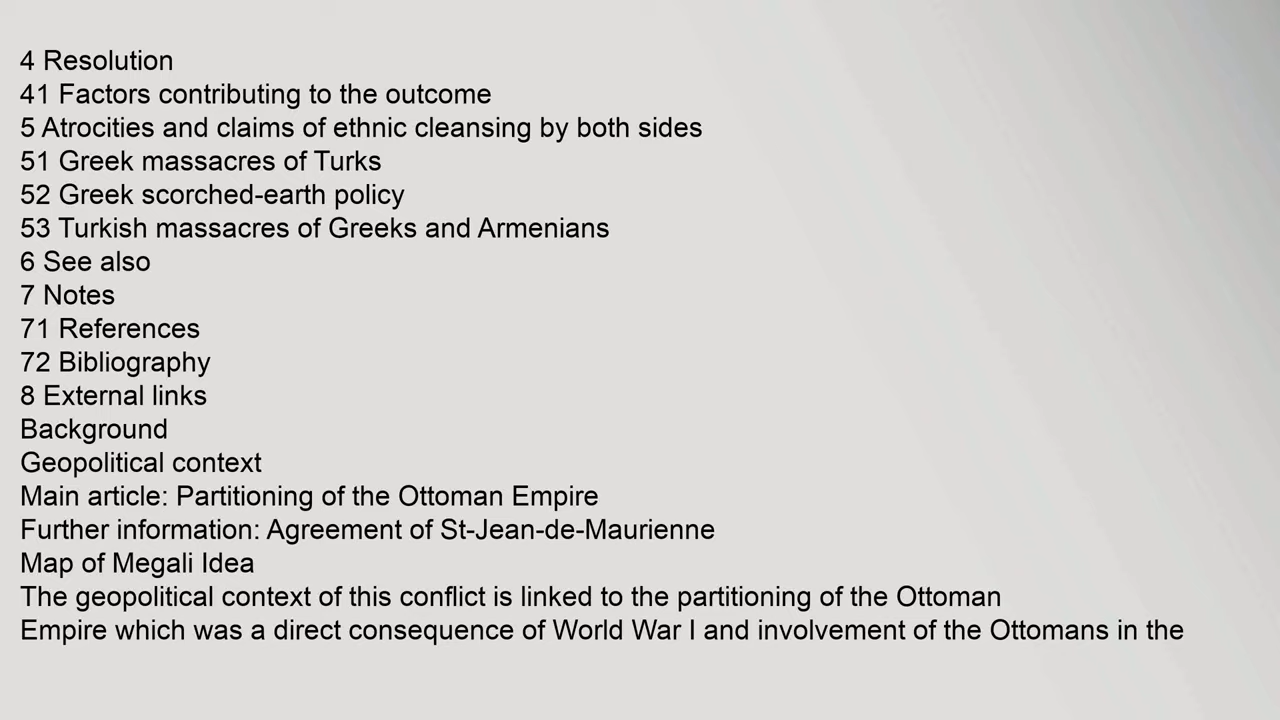 4 Resolution
41 Factors contributing to the outcome
5 Atrocities and claims of ethnic cleansing by both sides
51 Greek massacres of Turks
52 Greek scorched-earth policy
53 Turkish massacres of Greeks and Armenians
6 See also
7 Notes
71 References
72 Bibliography
8 External links
Background
Geopolitical context
Main article: Partitioning of the Ottoman Empire
Further information: Agreement of St-Jean-de-Maurienne
Map of Megali Idea
The geopolitical context of this conflict is linked to the partitioning of the Ottoman
Empire which was a direct consequence of World War I and involvement of the Ottomans in the